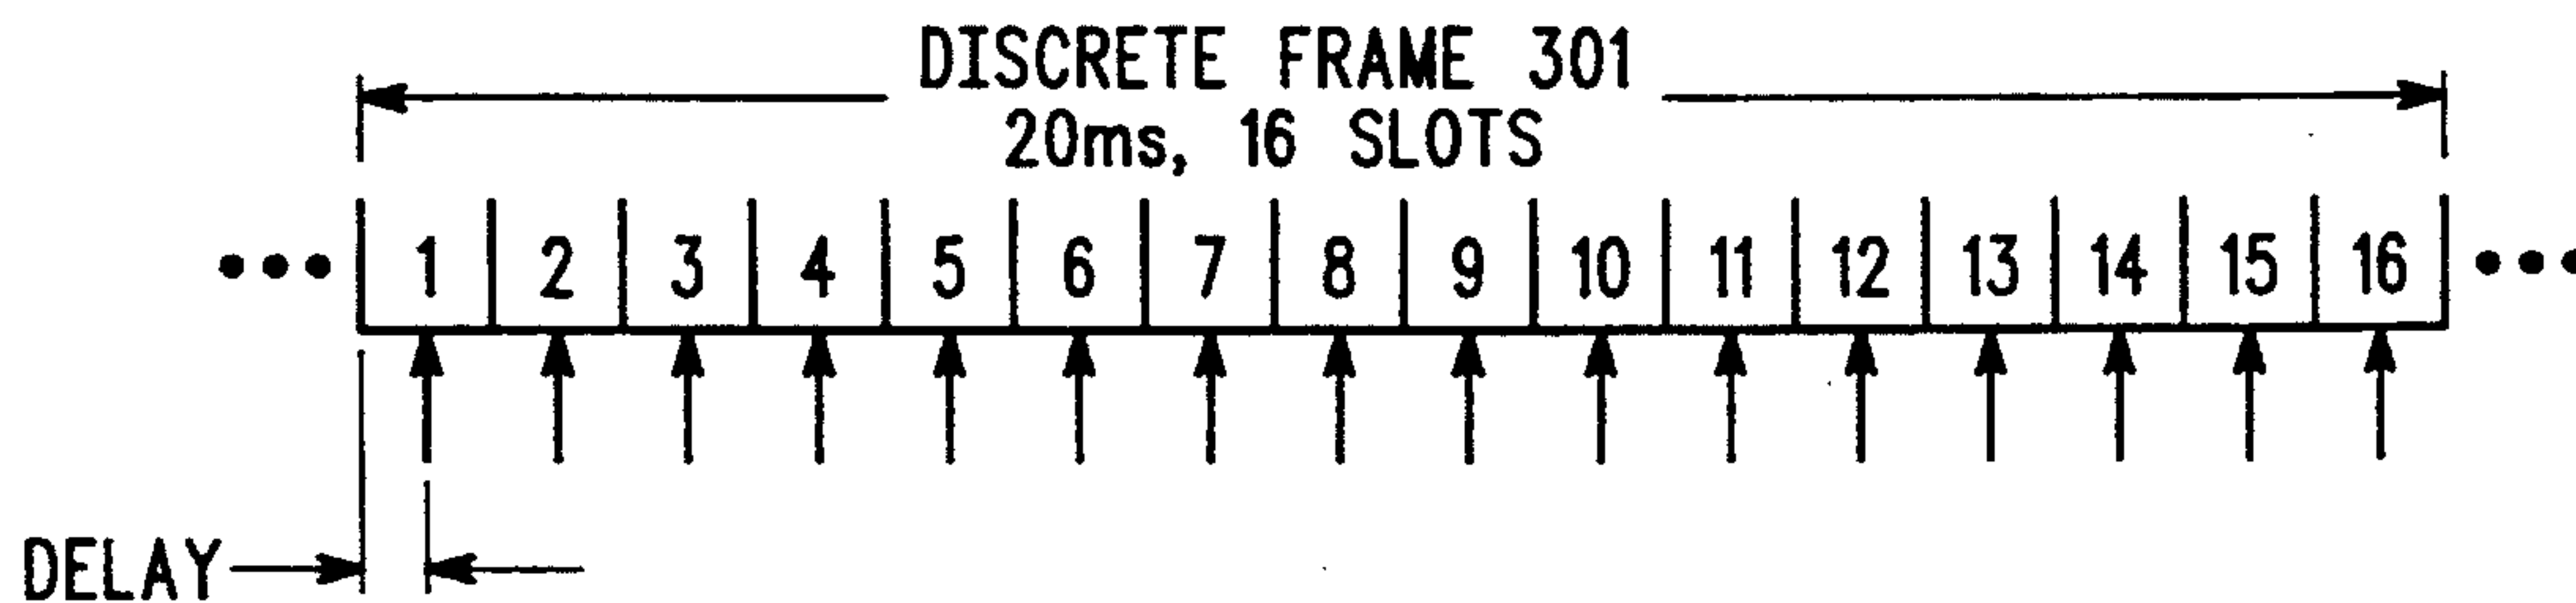 DISCRETE FRAME 301
20ms, 16 SLOTS
1 2 3 4 5 6 7 8 9 10 11 12 13 14 15 16
DELAY